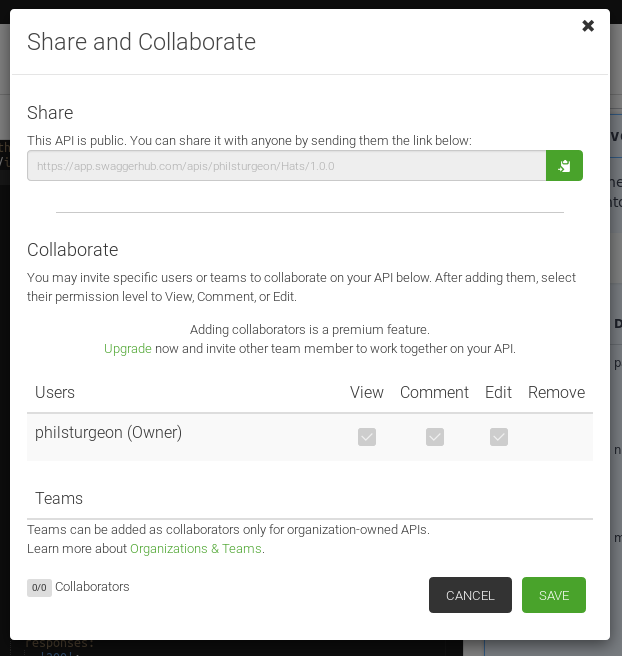 Share and Collaborate
Share
This API is public. You can share it with anyone by sending them the link below:
https://app.swaggerhub.com/apis/philsturgeon/Hats/1.0.0
Collaborate
You may invite specific users or teams to collaborate on your API below. After adding them, select
their permission level to View, Comment, or Edit.
Adding collaborators is a premium feature.
Upgrade now and invite other team member to work together on your API.
Users View Comment Edit Remove
philsturgeon (Owner)
Teams
Teams can be added as collaborators only for organization-owned APIs.
Learn more about Organizations & Teams.
0/0 Collaborators
CANCEL SAVE
responses: